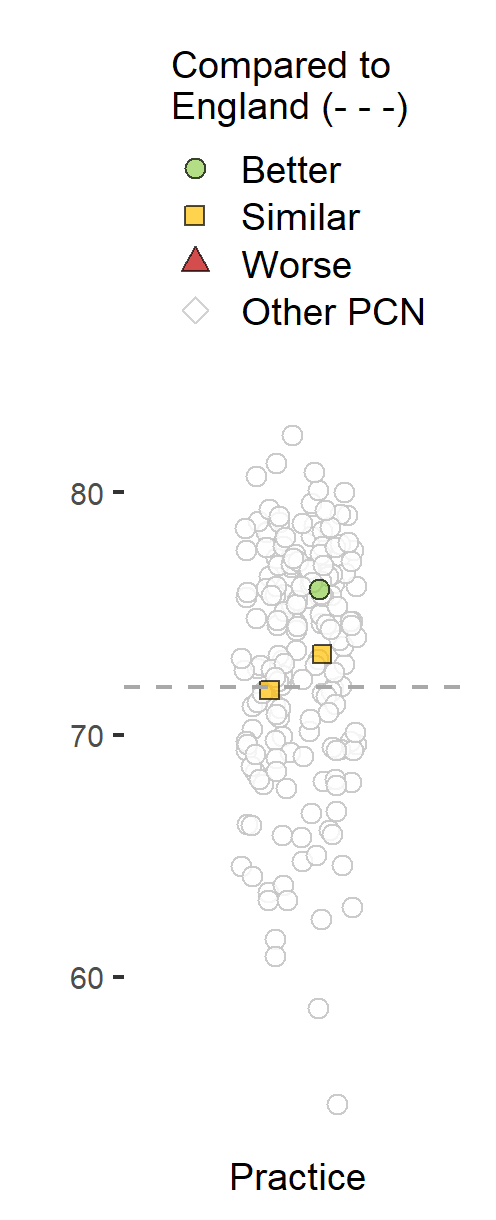 Compared to
England (- - -)
Better
Similar
Worse
Other PCN
80
70
60
Practice